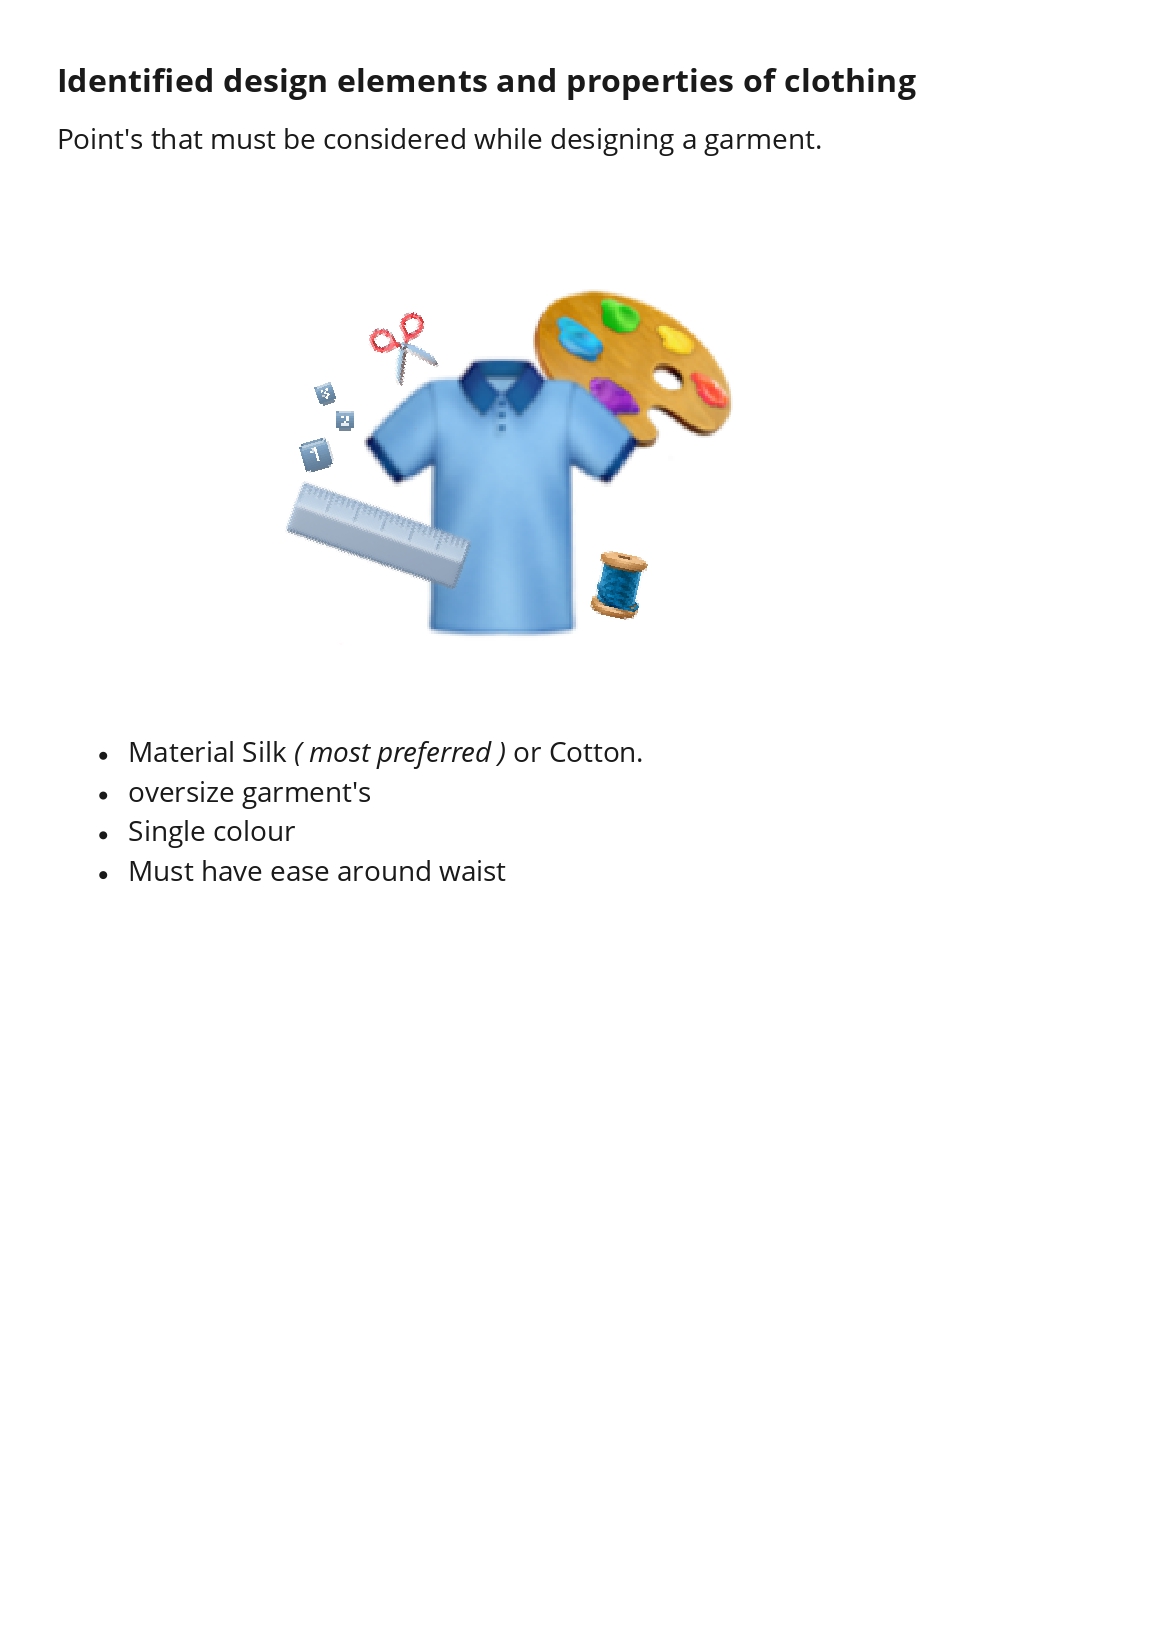 Identified design elements and properties of clothing
Point's that must be considered while designing a garment.
3
2
1
• Material Silk ( most preferred ) or Cotton.
• oversize garment's
• Single colour
• Must have ease around waist